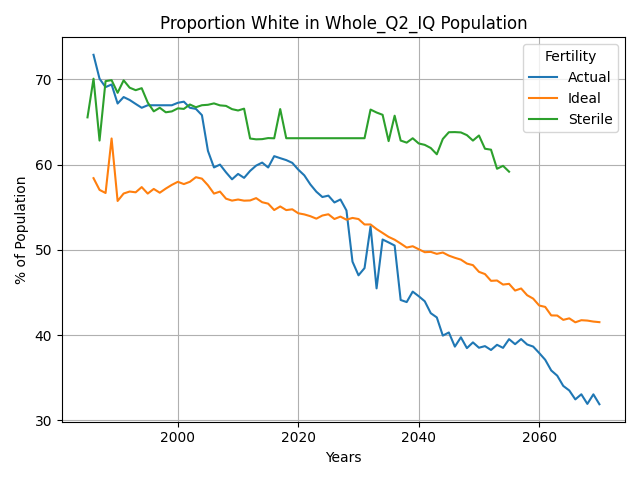 Proportion White in Whole_Q2_IQ Population
Fertility
Actual
Ideal
Sterile
% of Population
70
60
50
40
30
2000
2020
2040
2060
Years